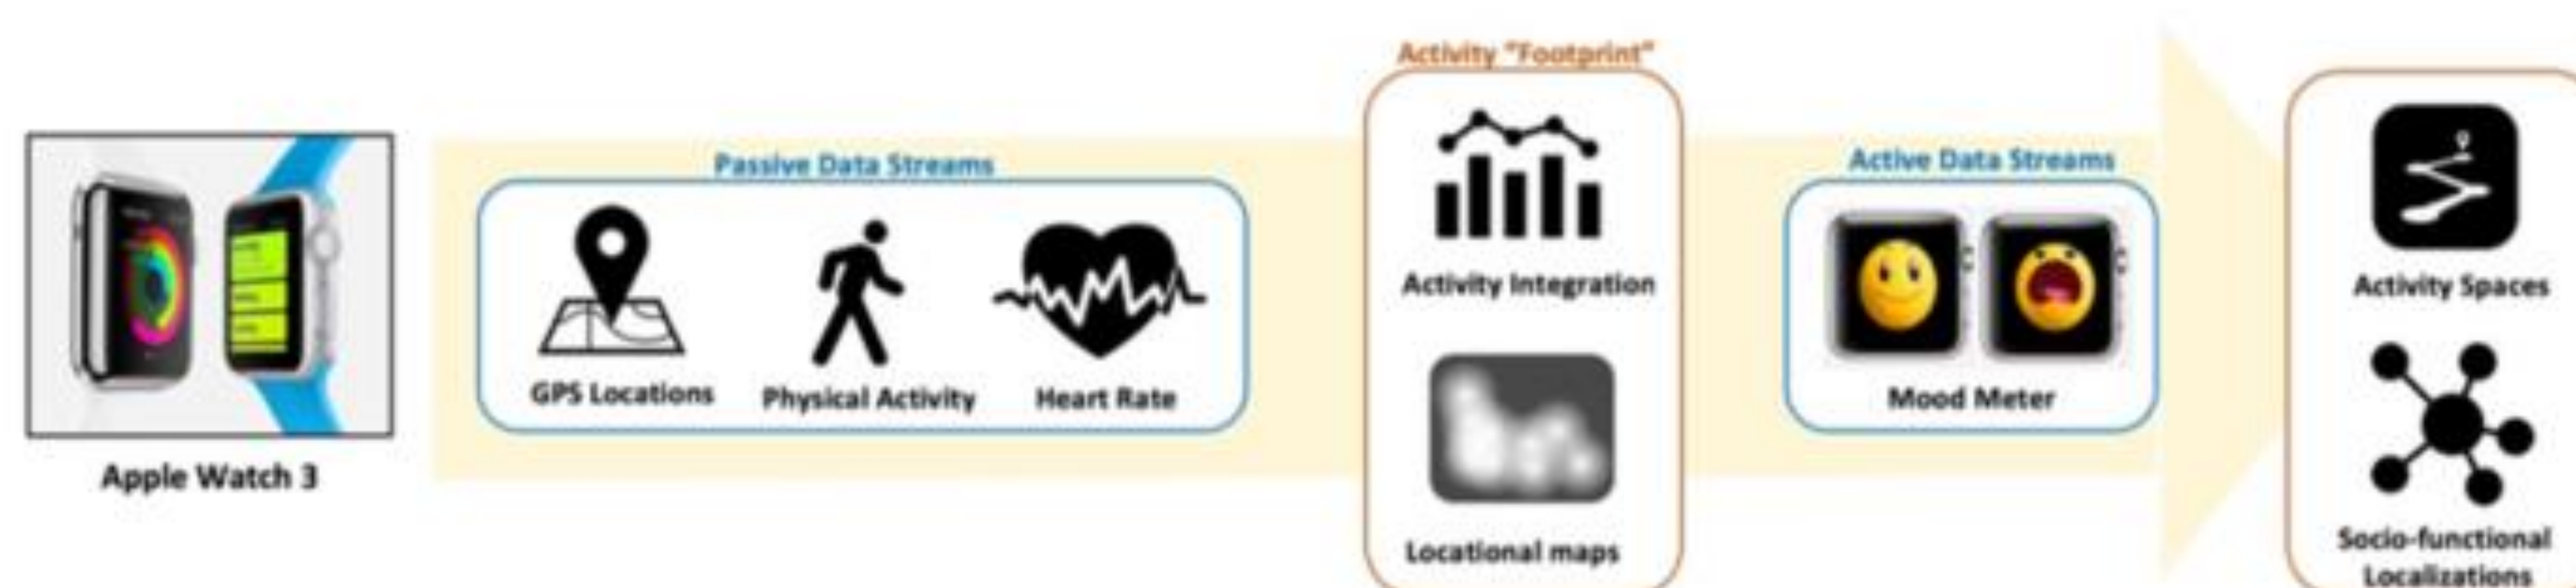 Apple Watch 3
Passive Data Streams
GPS Locations
Physical Activity
Heart Rate
Activity "Footprint"
Activity Integration
Locational maps
Active Data Streams
Mood Meter
Activity Spaces
Socio-functional
Localizations